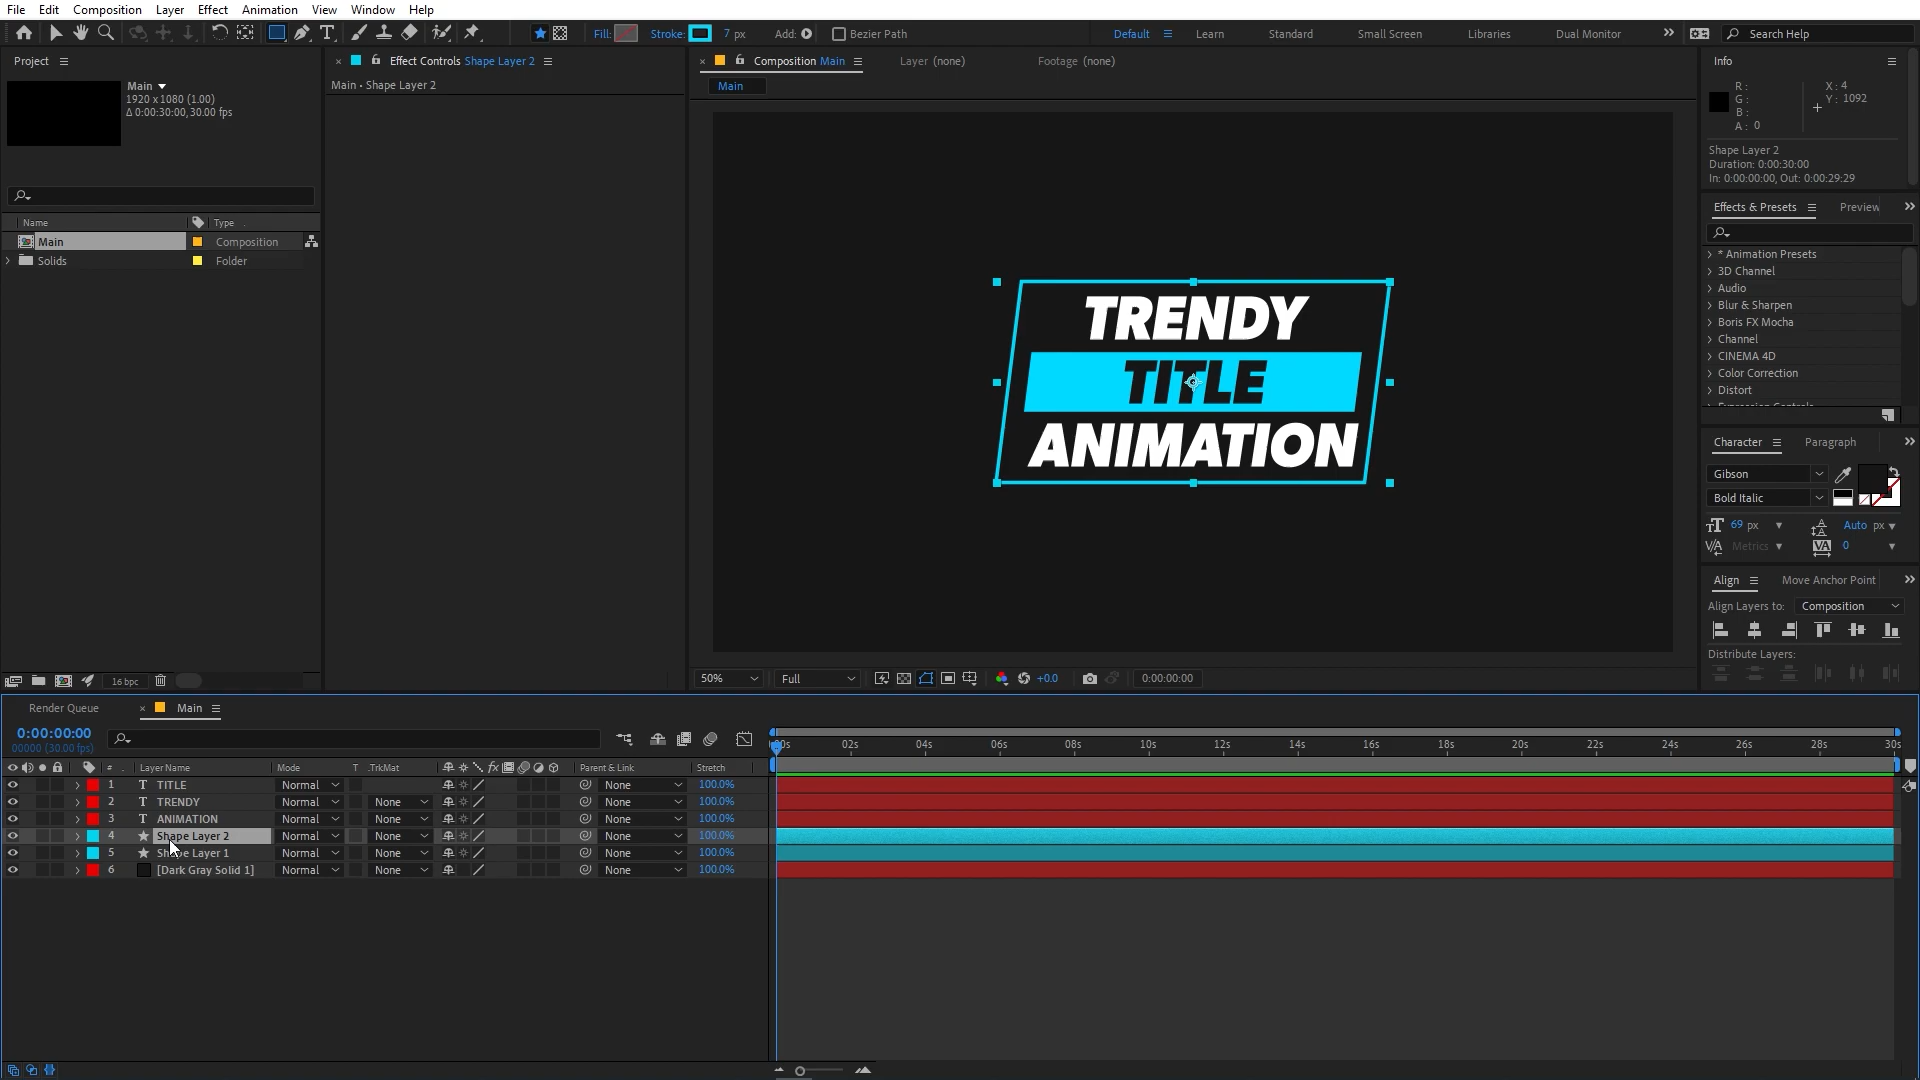 File Edit Composition Layer Effect Animation View Window Help
Fill: Stroke: 7 px Add: Bezier Path Default Learn Standard Small Screen Libraries Dual Monitor Search Help
Project
Effect Controls Shape Layer 2
Composition Main
Layer (none)
Footage (none)
Info
Main • Shape Layer 2
Main
Main
1920 x 1080 (1.00)
Δ 0:00:30:00, 30.00 fps
R :
G :
B :
A : 0
X : 4
Y : 1092
Shape Layer 2
Duration: 0:00:30:00
In: 0:00:00:00, Out: 0:00:29:29
Name Type
Main Composition
Solids Folder
Effects & Presets Preview
* Animation Presets
3D Channel
Audio
Blur & Sharpen
Boris FX Mocha
Channel
CINEMA 4D
Color Correction
Distort
Expression Controls
TRENDY
TITLE
ANIMATION
Character Paragraph
Gibson
Bold Italic
69 px Auto px
Metrics 0
Align Move Anchor Point
Align Layers to: Composition
Distribute Layers:
16 bpc
50% Full +0.0 0:00:00:00
Render Queue Main
0:00:00:00
00000 (30.00 fps)
00s 02s 04s 06s 08s 10s 12s 14s 16s 18s 20s 22s 24s 26s 28s 30s
# Layer Name Mode T .TrkMat Parent & Link Stretch
1 T TITLE Normal None 100.0%
2 T TRENDY Normal None None 100.0%
3 T ANIMATION Normal None None 100.0%
4 Shape Layer 2 Normal None None 100.0%
5 Shape Layer 1 Normal None None 100.0%
6 [Dark Gray Solid 1] Normal None None 100.0%